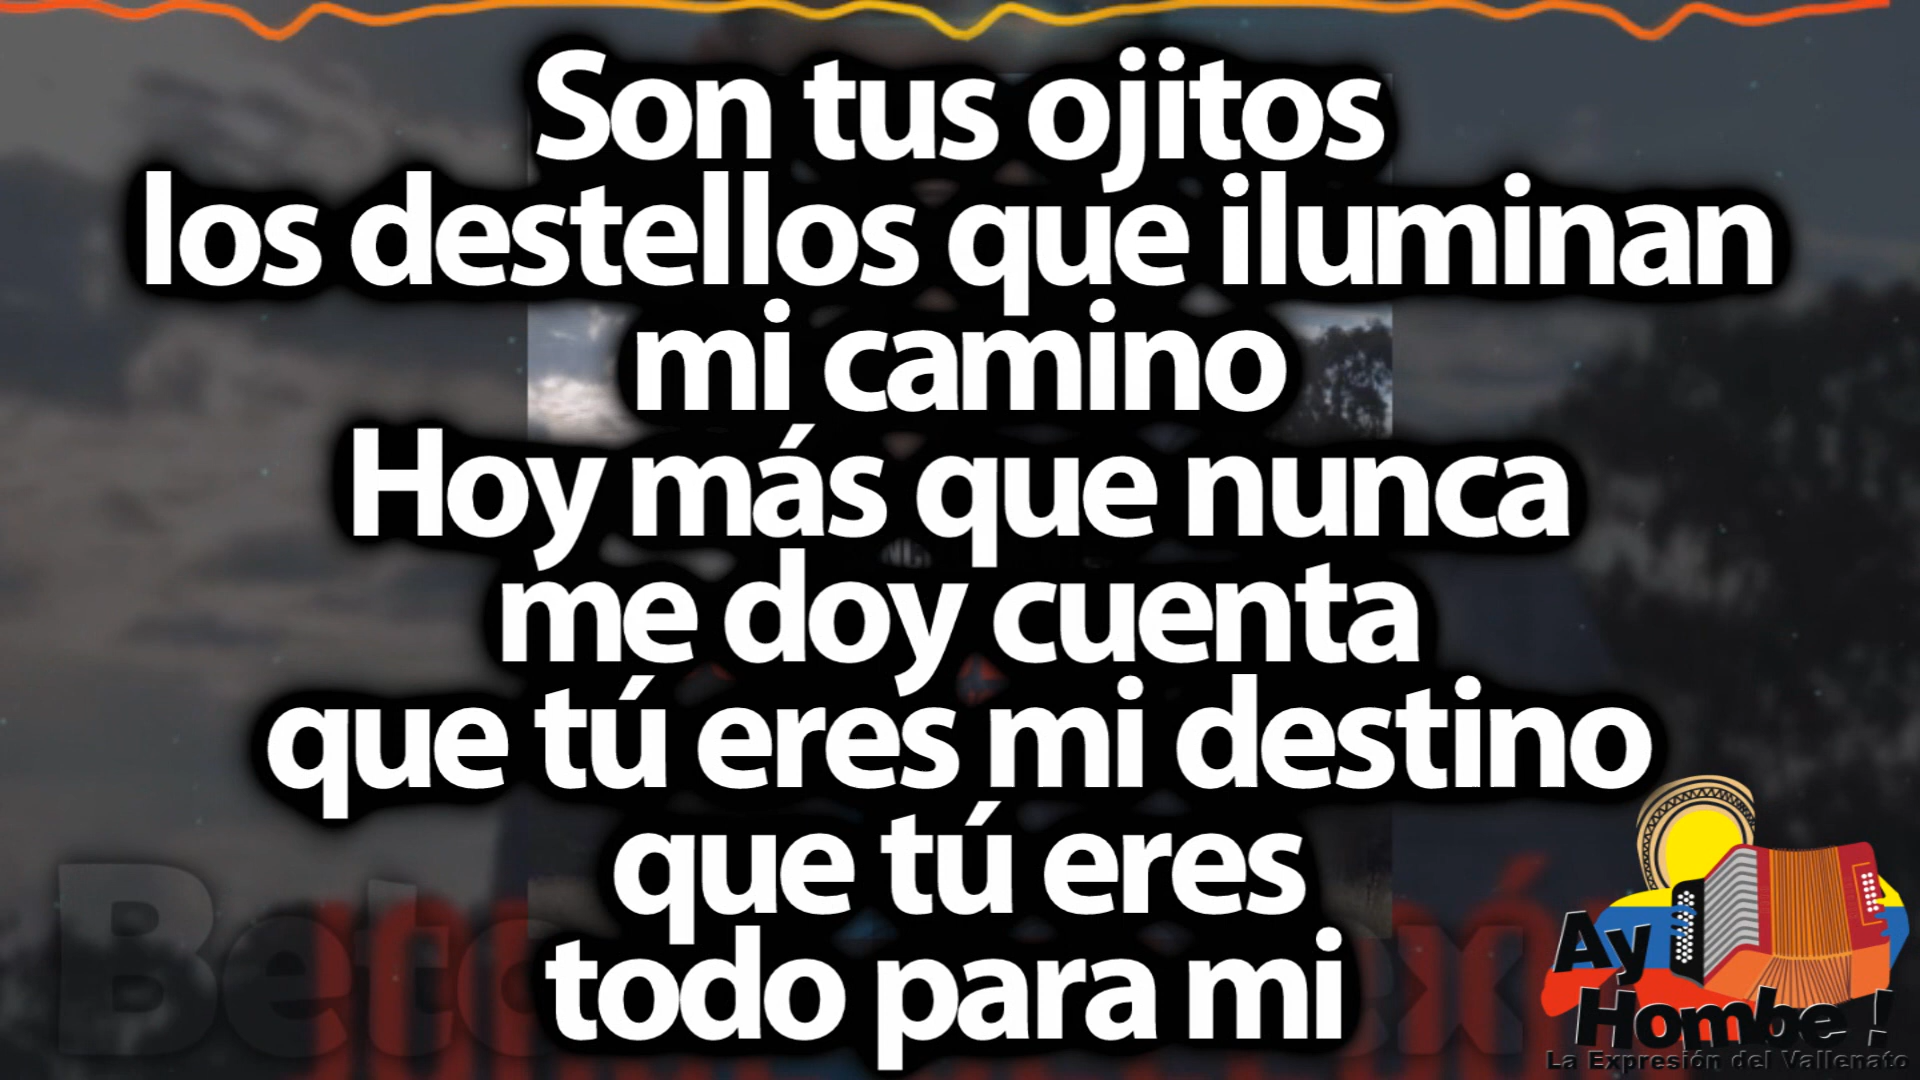 Son tus ojitos
los destellos que iluminan
mi camino
Hoy más que nunca
me doy cuenta
que tú eres mi destino
que tú eres
todo para mi
Beto
Ay
Hombe!
La Expresión del Vallenato